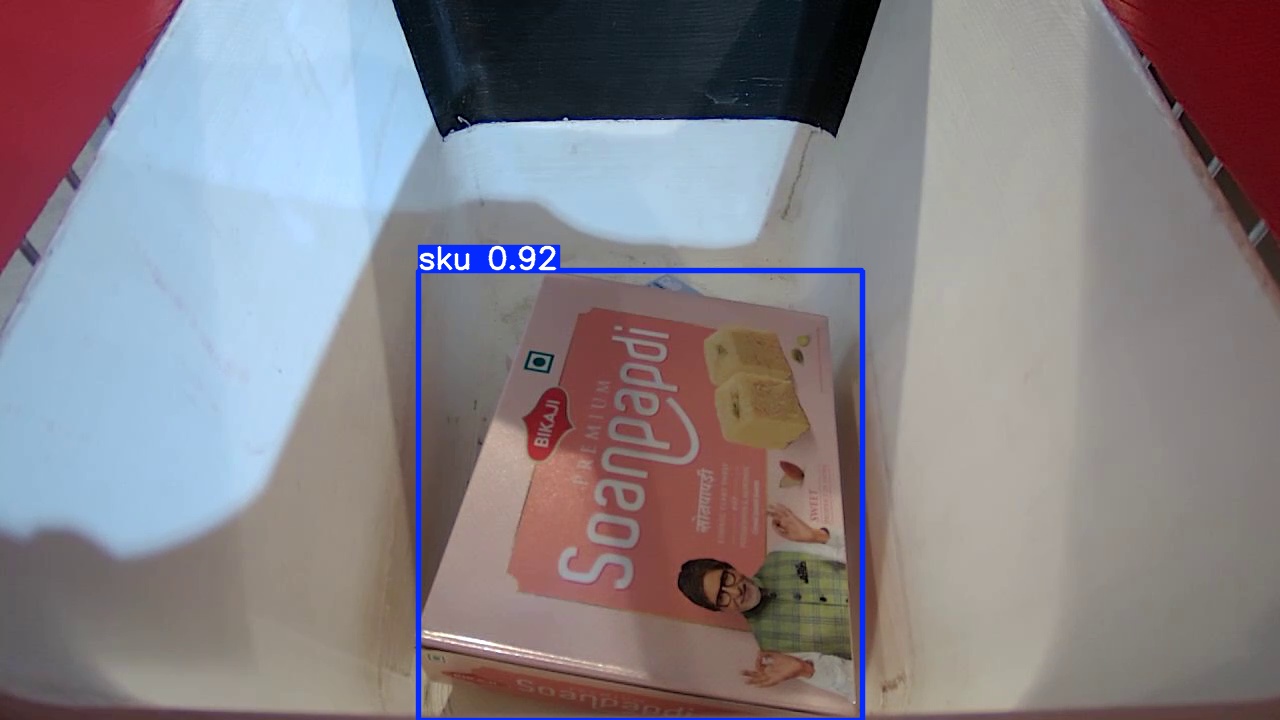 sku 0.92
BIKAJI
PREMIUM
Soanpapdi
सोनपापड़ी
SWEET
Soanpapdi